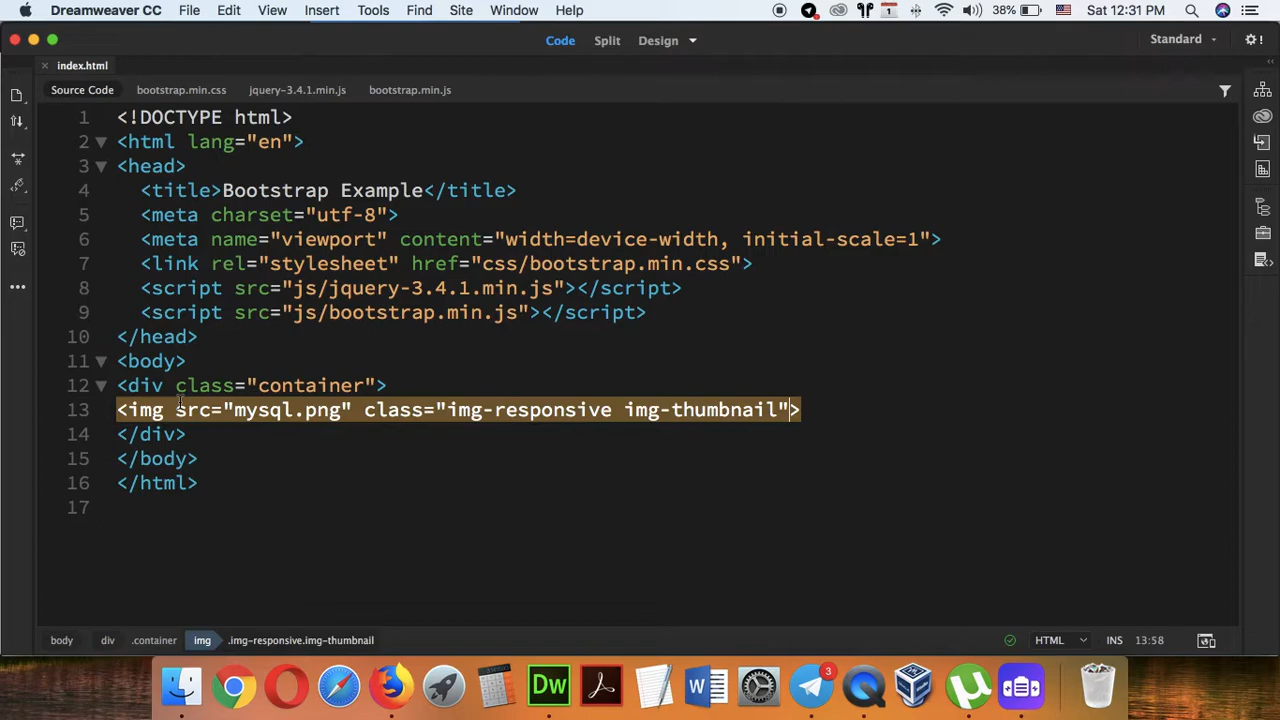 Dreamweaver CC File Edit View Insert Format Tools Find Site Window Help 1 38% Sat 12:31 PM
Code Split Design Standard
× index.html
Source Code bootstrap.min.css jquery-3.4.1.min.js bootstrap.min.js
1 <!DOCTYPE html>
2 <html lang="en">
3 <head>
4 <title>Bootstrap Example</title>
5 <meta charset="utf-8">
6 <meta name="viewport" content="width=device-width, initial-scale=1">
7 <link rel="stylesheet" href="css/bootstrap.min.css">
8 <script src="js/jquery-3.4.1.min.js"></script>
9 <script src="js/bootstrap.min.js"></script>
10 </head>
11 <body>
12 <div class="container">
13 <img src="mysql.png" class="img-responsive img-thumbnail">
14 </div>
15 </body>
16 </html>
17
body div .container img .img-responsive.img-thumbnail HTML INS 13:58
Dw W 3 µ